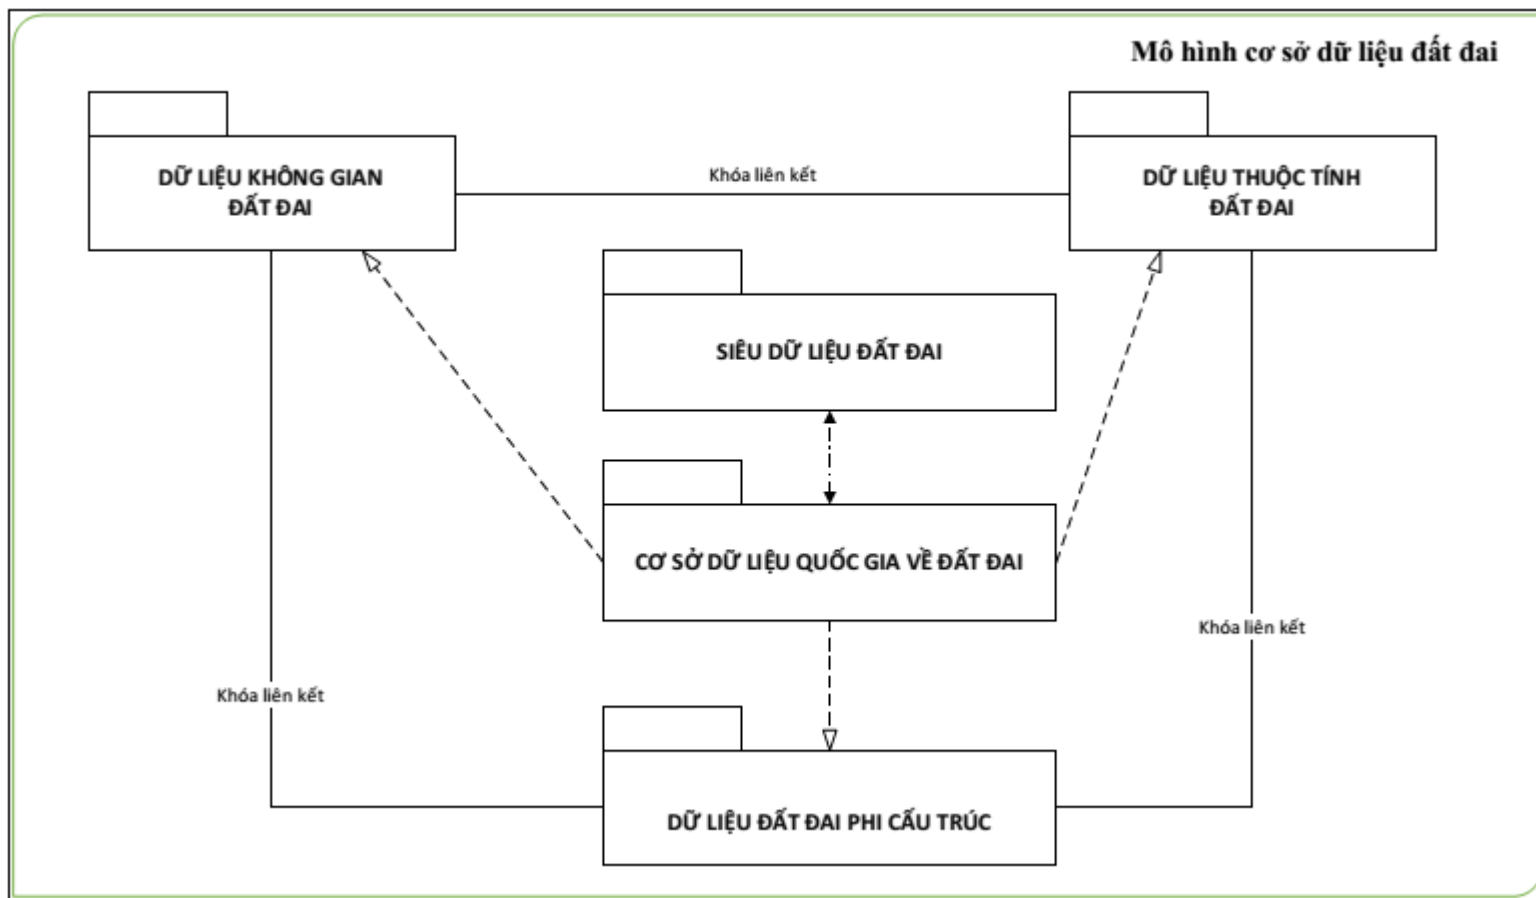 Mô hình cơ sở dữ liệu đất đai
DỮ LIỆU KHÔNG GIAN
ĐẤT ĐAI
Khóa liên kết
DỮ LIỆU THUỘC TÍNH
ĐẤT ĐAI
SIÊU DỮ LIỆU ĐẤT ĐAI
CƠ SỞ DỮ LIỆU QUỐC GIA VỀ ĐẤT ĐAI
Khóa liên kết
Khóa liên kết
DỮ LIỆU ĐẤT ĐAI PHI CẤU TRÚC